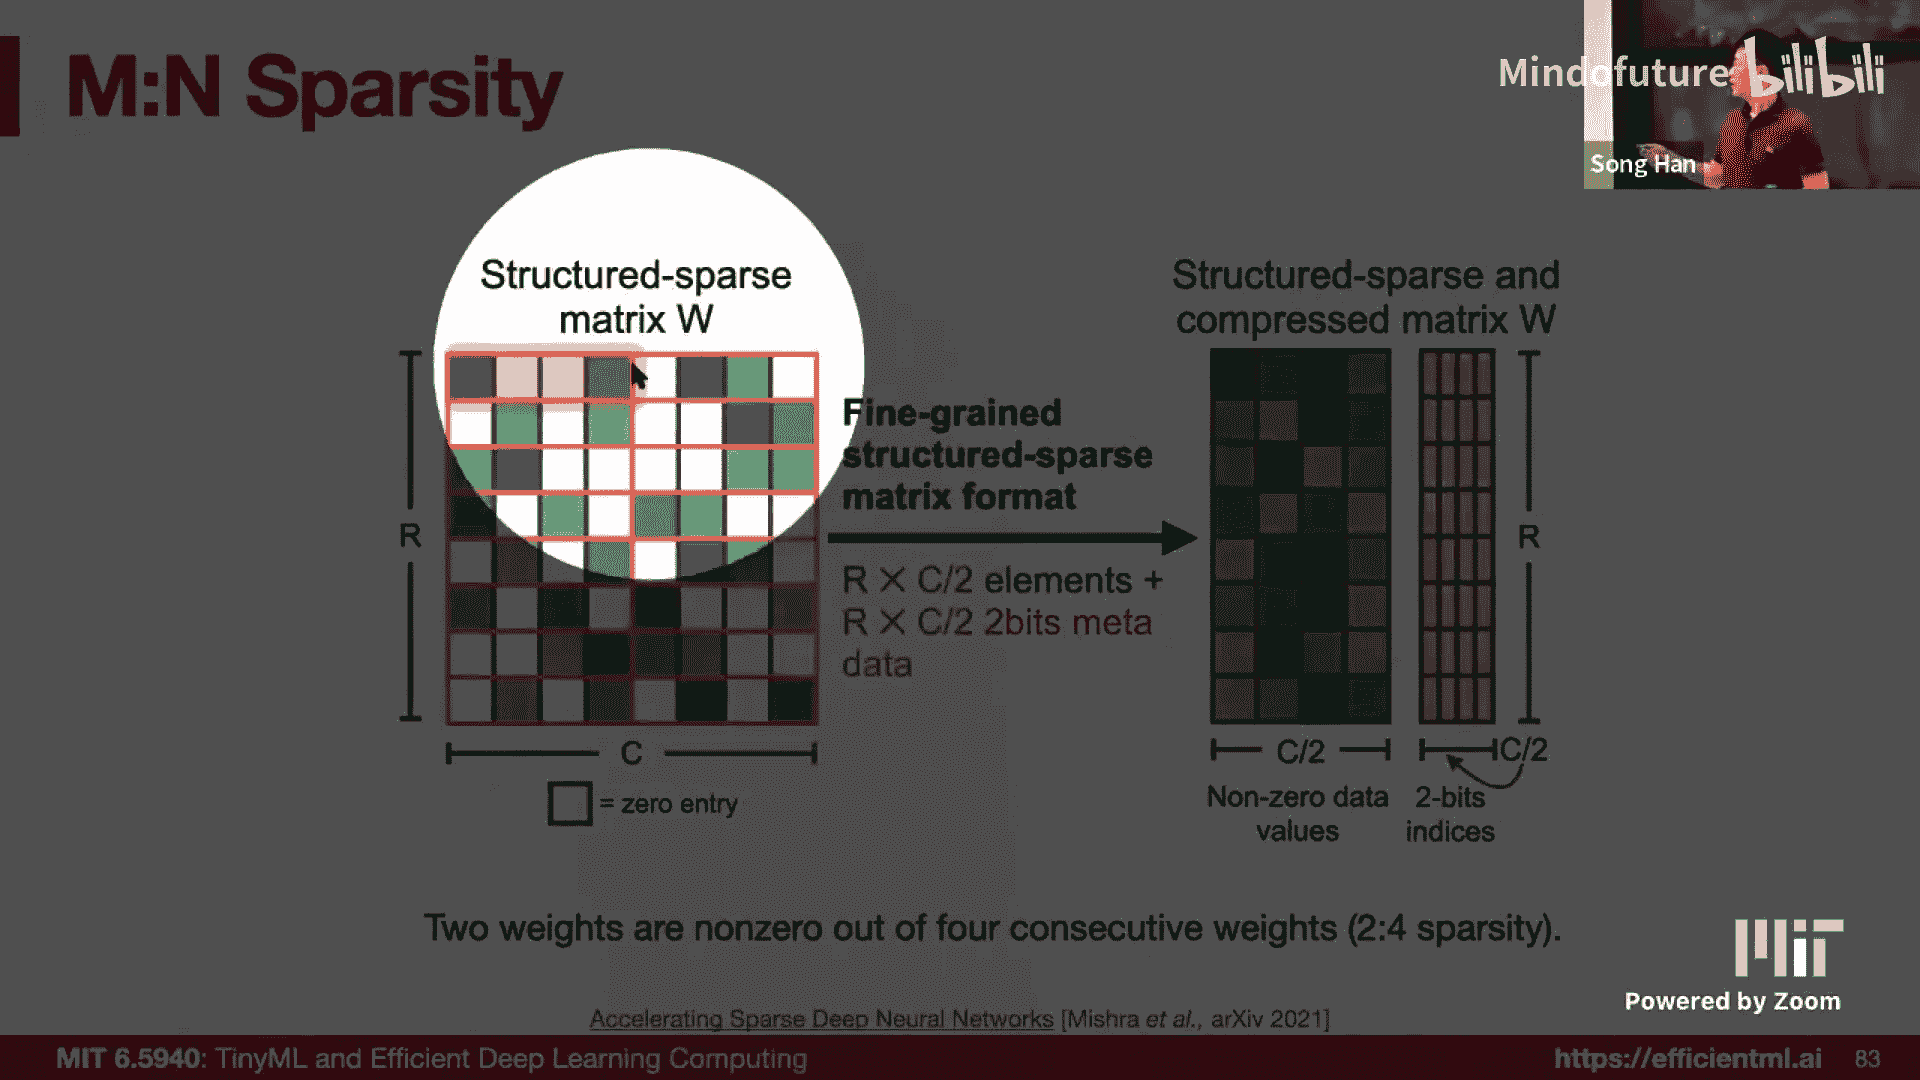 M:N Sparsity
Mindofuture
bilibili
Song Han
Structured-sparse
matrix W
Structured-sparse and
compressed matrix W
Fine-grained
structured-sparse
matrix format
R
R
R × C/2 elements +
R × C/2 2bits meta
data
C
C/2
C/2
= zero entry
Non-zero data
values
2-bits
indices
Two weights are nonzero out of four consecutive weights (2:4 sparsity).
MIT
Powered by Zoom
Accelerating Sparse Deep Neural Networks [Mishra et al., arXiv 2021]
MIT 6.5940: TinyML and Efficient Deep Learning Computing
https://efficientml.ai
83